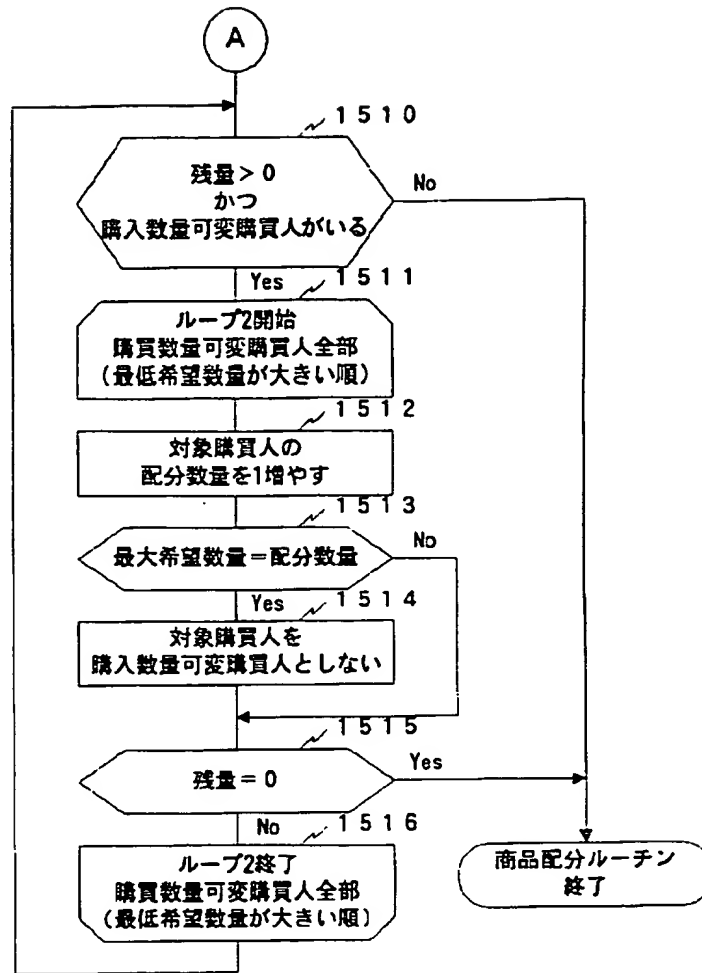 A
1510
残量>0
かつ
購入数量可変購買人がいる
No
Yes
1511
ループ2開始
購買数量可変購買人全部
(最低希望数量が大きい順)
1512
対象購買人の
配分数量を1増やす
1513
最大希望数量=配分数量
No
Yes
1514
対象購買人を
購入数量可変購買人としない
1515
残量=0
Yes
No
1516
ループ2終了
購買数量可変購買人全部
(最低希望数量が大きい順)
商品配分ルーチン
終了